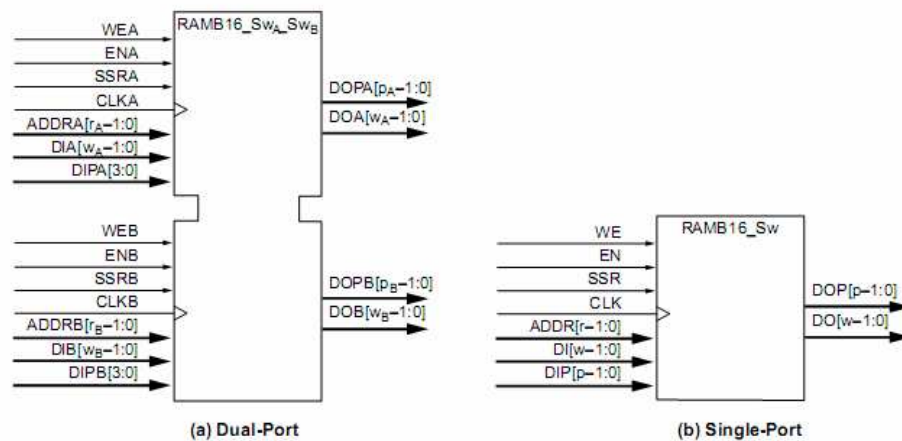 RAMB16_SwA_SwB
WEA
ENA
SSRA
CLKA
ADDRA[rA–1:0]
DIA[wA–1:0]
DIPA[3:0]
DOPA[pA–1:0]
DOA[wA–1:0]
WEB
ENB
SSRB
CLKB
ADDRB[rB–1:0]
DIB[wB–1:0]
DIPB[3:0]
DOPB[pB–1:0]
DOB[wB–1:0]
(a) Dual-Port
RAMB16_Sw
WE
EN
SSR
CLK
ADDR[r–1:0]
DI[w–1:0]
DIP[p–1:0]
DOP[p–1:0]
DO[w–1:0]
(b) Single-Port